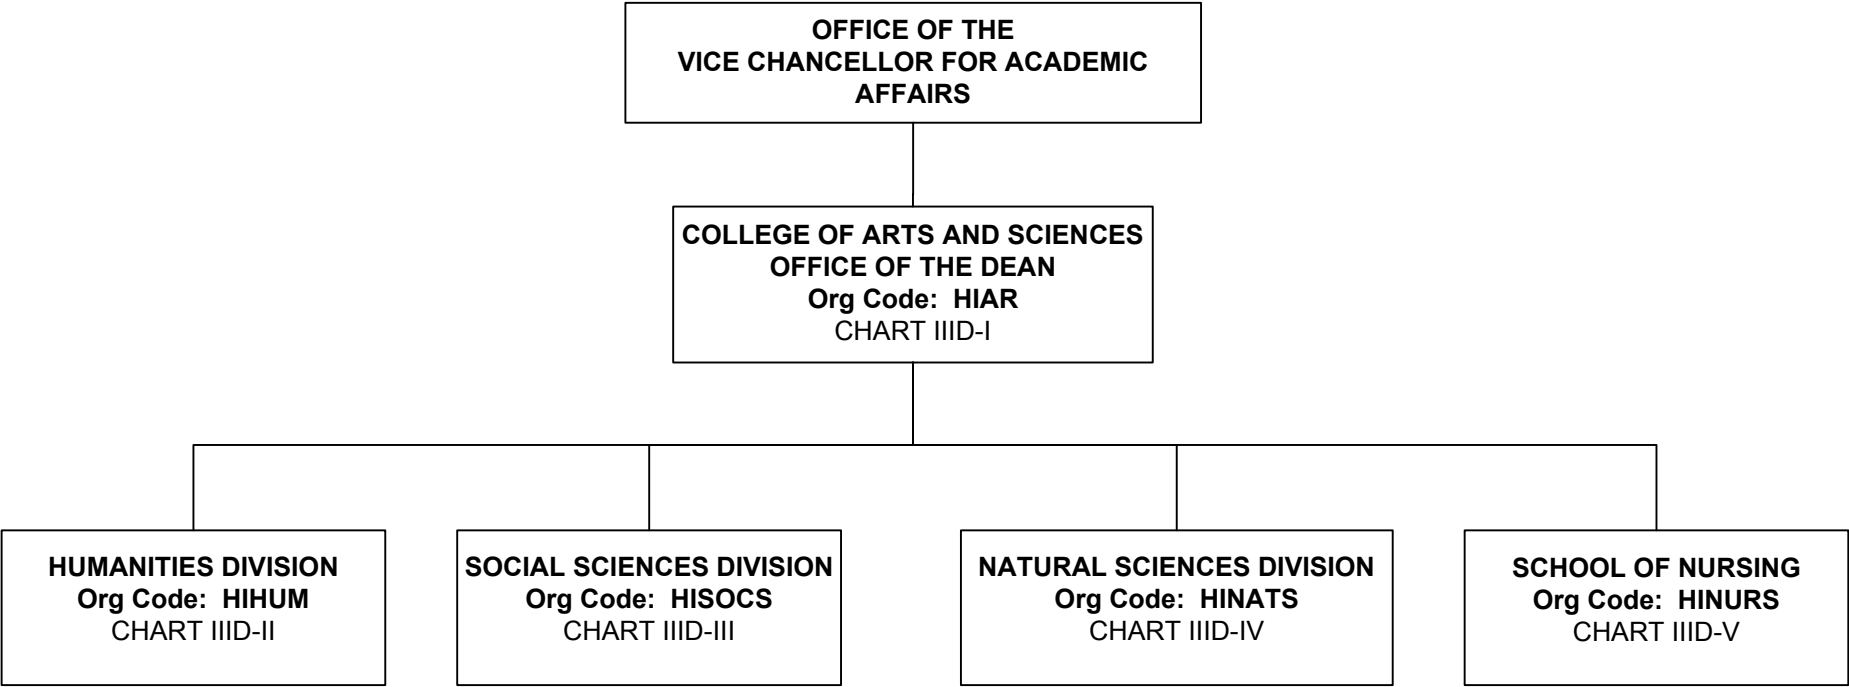 OFFICE OF THE
VICE CHANCELLOR FOR ACADEMIC
AFFAIRS
COLLEGE OF ARTS AND SCIENCES
OFFICE OF THE DEAN
Org Code:  HIAR
CHART IIID-I
HUMANITIES DIVISION
Org Code:  HIHUM
CHART IIID-II
SOCIAL SCIENCES DIVISION
Org Code:  HISOCS
CHART IIID-III
NATURAL SCIENCES DIVISION
Org Code:  HINATS
CHART IIID-IV
SCHOOL OF NURSING
Org Code:  HINURS
CHART IIID-V